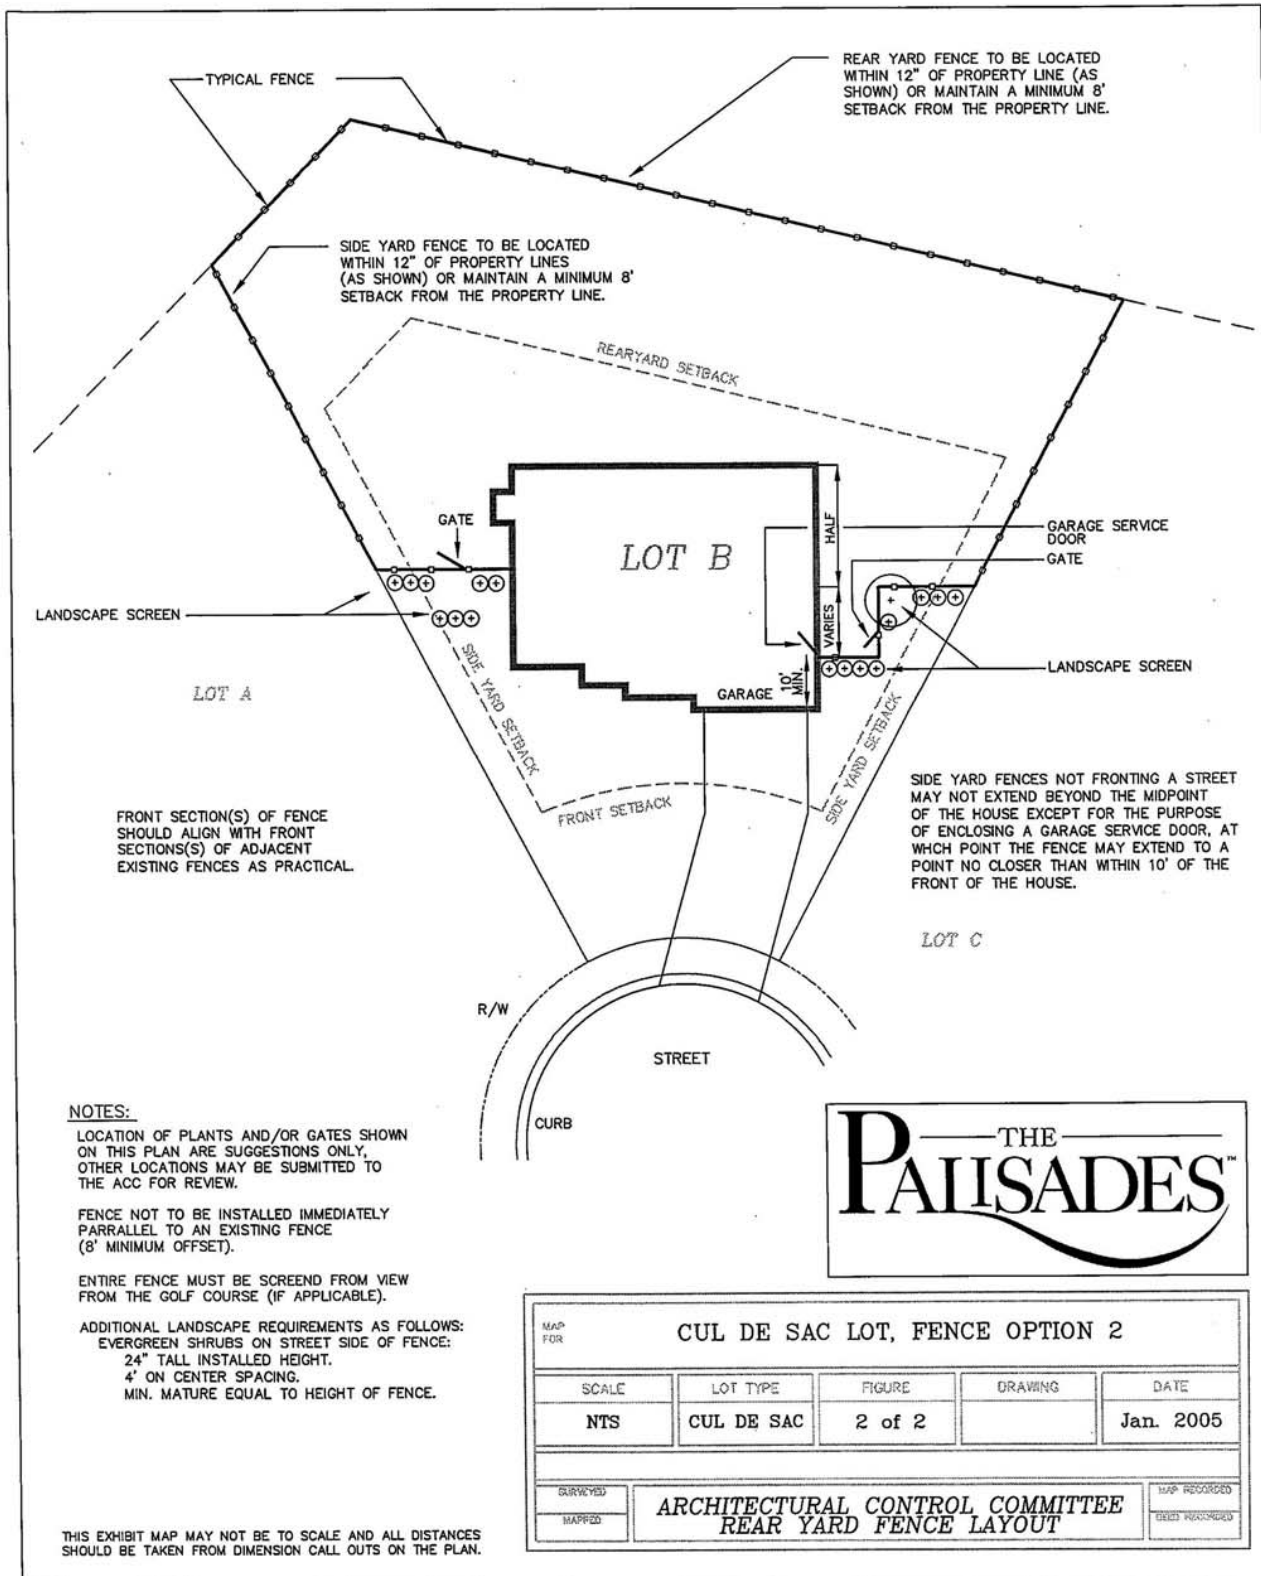 TYPICAL FENCE
REAR YARD FENCE TO BE LOCATED
WITHIN 12" OF PROPERTY LINE (AS
SHOWN) OR MAINTAIN A MINIMUM 8'
SETBACK FROM THE PROPERTY LINE.
SIDE YARD FENCE TO BE LOCATED
WITHIN 12" OF PROPERTY LINES
(AS SHOWN) OR MAINTAIN A MINIMUM 8'
SETBACK FROM THE PROPERTY LINE.
REARYARD SETBACK
GATE
LOT B
HALF
GARAGE SERVICE
DOOR
GATE
LANDSCAPE SCREEN
VARIES
LANDSCAPE SCREEN
SIDE YARD SETBACK
LOT A
GARAGE
10'
MIN.
SIDE YARD SETBACK
FRONT SETBACK
FRONT SECTION(S) OF FENCE
SHOULD ALIGN WITH FRONT
SECTIONS(S) OF ADJACENT
EXISTING FENCES AS PRACTICAL.
SIDE YARD FENCES NOT FRONTING A STREET
MAY NOT EXTEND BEYOND THE MIDPOINT
OF THE HOUSE EXCEPT FOR THE PURPOSE
OF ENCLOSING A GARAGE SERVICE DOOR, AT
WHCH POINT THE FENCE MAY EXTEND TO A
POINT NO CLOSER THAN WITHIN 10' OF THE
FRONT OF THE HOUSE.
LOT C
R/W
STREET
CURB
NOTES:
LOCATION OF PLANTS AND/OR GATES SHOWN
ON THIS PLAN ARE SUGGESTIONS ONLY,
OTHER LOCATIONS MAY BE SUBMITTED TO
THE ACC FOR REVIEW.
FENCE NOT TO BE INSTALLED IMMEDIATELY
PARRALLEL TO AN EXISTING FENCE
(8' MINIMUM OFFSET).
ENTIRE FENCE MUST BE SCREEND FROM VIEW
FROM THE GOLF COURSE (IF APPLICABLE).
ADDITIONAL LANDSCAPE REQUIREMENTS AS FOLLOWS:
EVERGREEN SHRUBS ON STREET SIDE OF FENCE:
24" TALL INSTALLED HEIGHT.
4' ON CENTER SPACING.
MIN. MATURE EQUAL TO HEIGHT OF FENCE.
THE
PALISADES™
MAP
FOR
CUL DE SAC LOT, FENCE OPTION 2
SCALE LOT TYPE FIGURE DRAWING DATE
NTS CUL DE SAC 2 of 2 Jan. 2005
SURVEYED
MAPPED
ARCHITECTURAL CONTROL COMMITTEE
REAR YARD FENCE LAYOUT
MAP RECORDED
DEED RECORDED
THIS EXHIBIT MAP MAY NOT BE TO SCALE AND ALL DISTANCES
SHOULD BE TAKEN FROM DIMENSION CALL OUTS ON THE PLAN.